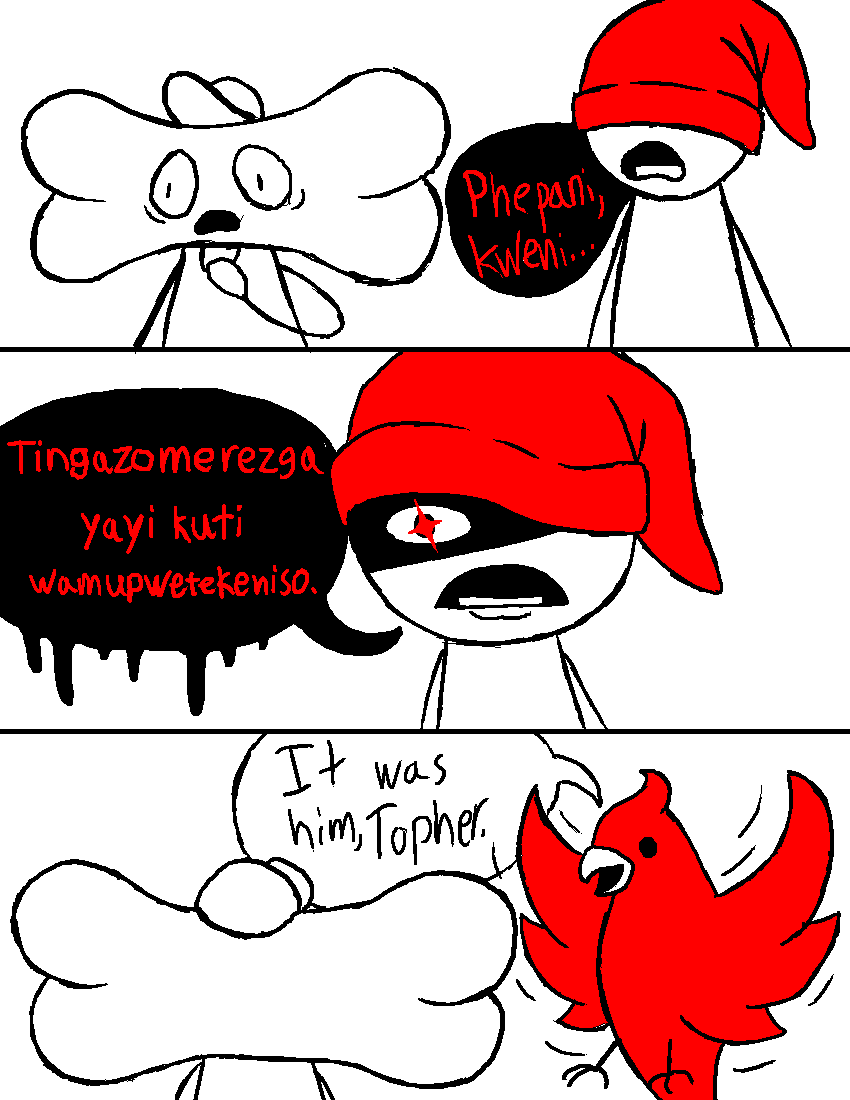 Phepani,
kweni...
Tingazomerezga
yayi kuti
wamupwetekeniso.
It was
him, Topher.